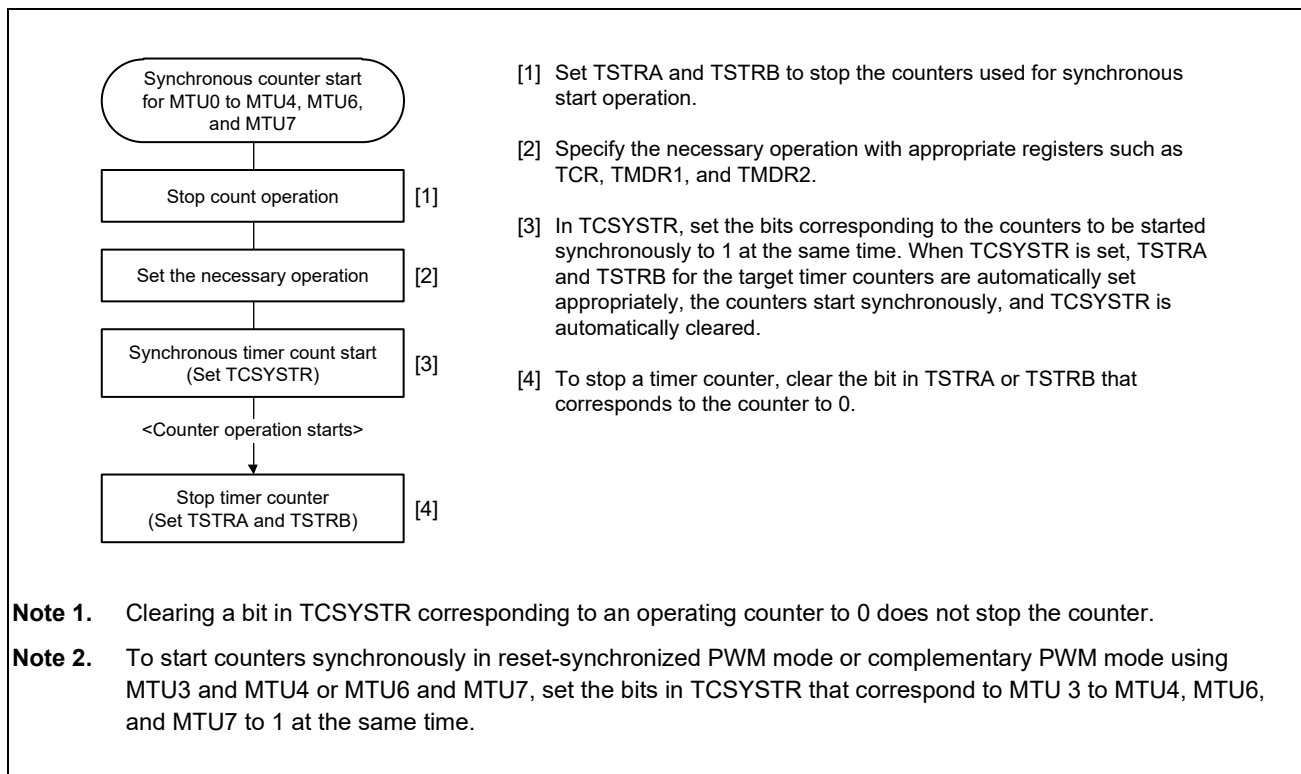 Synchronous counter start
for MTU0 to MTU4, MTU6,
and MTU7
Stop count operation
[1]
Set the necessary operation
[2]
Synchronous timer count start
(Set TCSYSTR)
[3]
<Counter operation starts>
Stop timer counter
(Set TSTRA and TSTRB)
[4]
[1] Set TSTRA and TSTRB to stop the counters used for synchronous
start operation.
[2] Specify the necessary operation with appropriate registers such as
TCR, TMDR1, and TMDR2.
[3] In TCSYSTR, set the bits corresponding to the counters to be started
synchronously to 1 at the same time. When TCSYSTR is set, TSTRA
and TSTRB for the target timer counters are automatically set
appropriately, the counters start synchronously, and TCSYSTR is
automatically cleared.
[4] To stop a timer counter, clear the bit in TSTRA or TSTRB that
corresponds to the counter to 0.
Note 1. Clearing a bit in TCSYSTR corresponding to an operating counter to 0 does not stop the counter.
Note 2. To start counters synchronously in reset-synchronized PWM mode or complementary PWM mode using
MTU3 and MTU4 or MTU6 and MTU7, set the bits in TCSYSTR that correspond to MTU 3 to MTU4, MTU6,
and MTU7 to 1 at the same time.